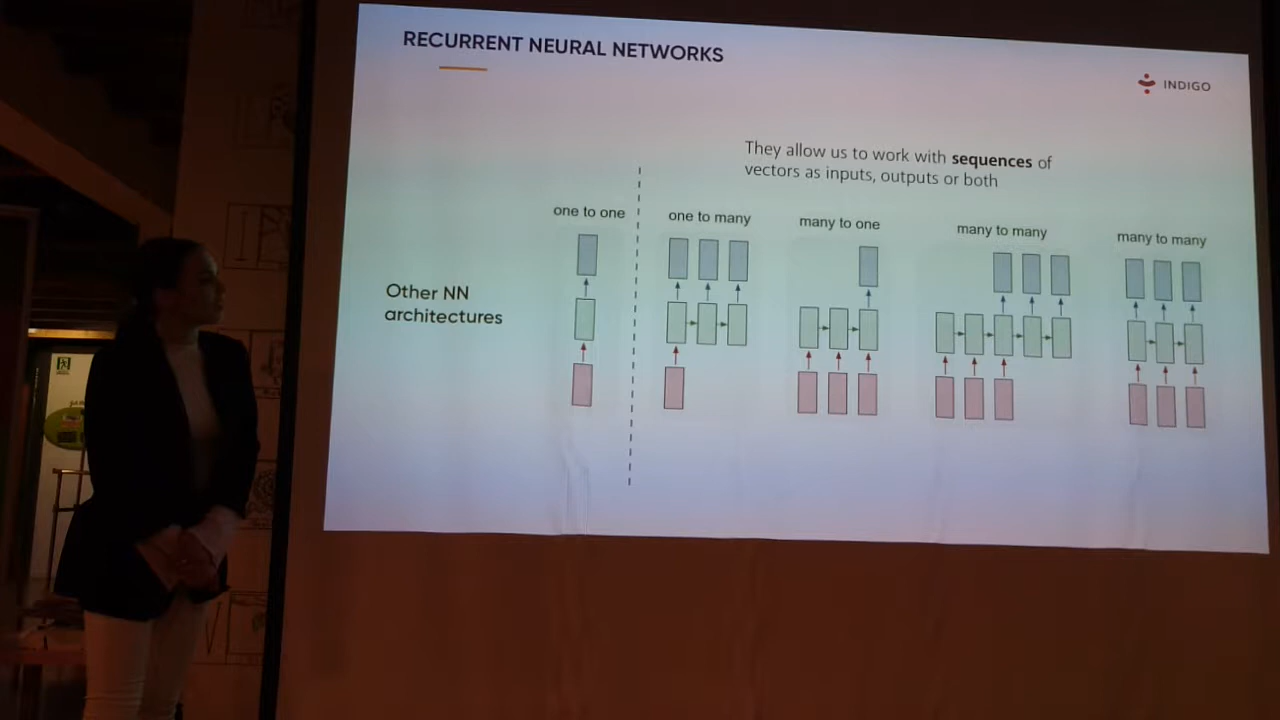 RECURRENT NEURAL NETWORKS
INDIGO
They allow us to work with sequences of
vectors as inputs, outputs or both
one to one
one to many
many to one
many to many
many to many
Other NN
architectures